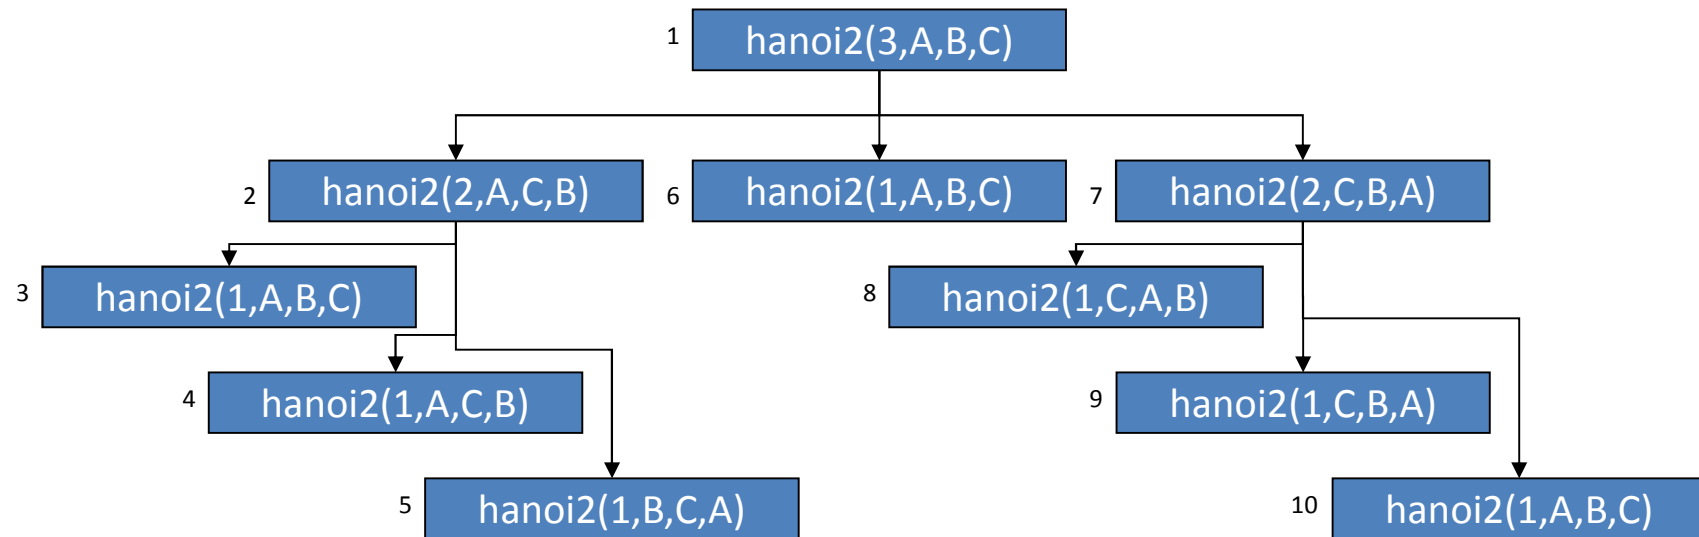 1 hanoi2(3,A,B,C)
2 hanoi2(2,A,C,B) 6 hanoi2(1,A,B,C) 7 hanoi2(2,C,B,A)
3 hanoi2(1,A,B,C) 8 hanoi2(1,C,A,B)
4 hanoi2(1,A,C,B) 9 hanoi2(1,C,B,A)
5 hanoi2(1,B,C,A) 10 hanoi2(1,A,B,C)